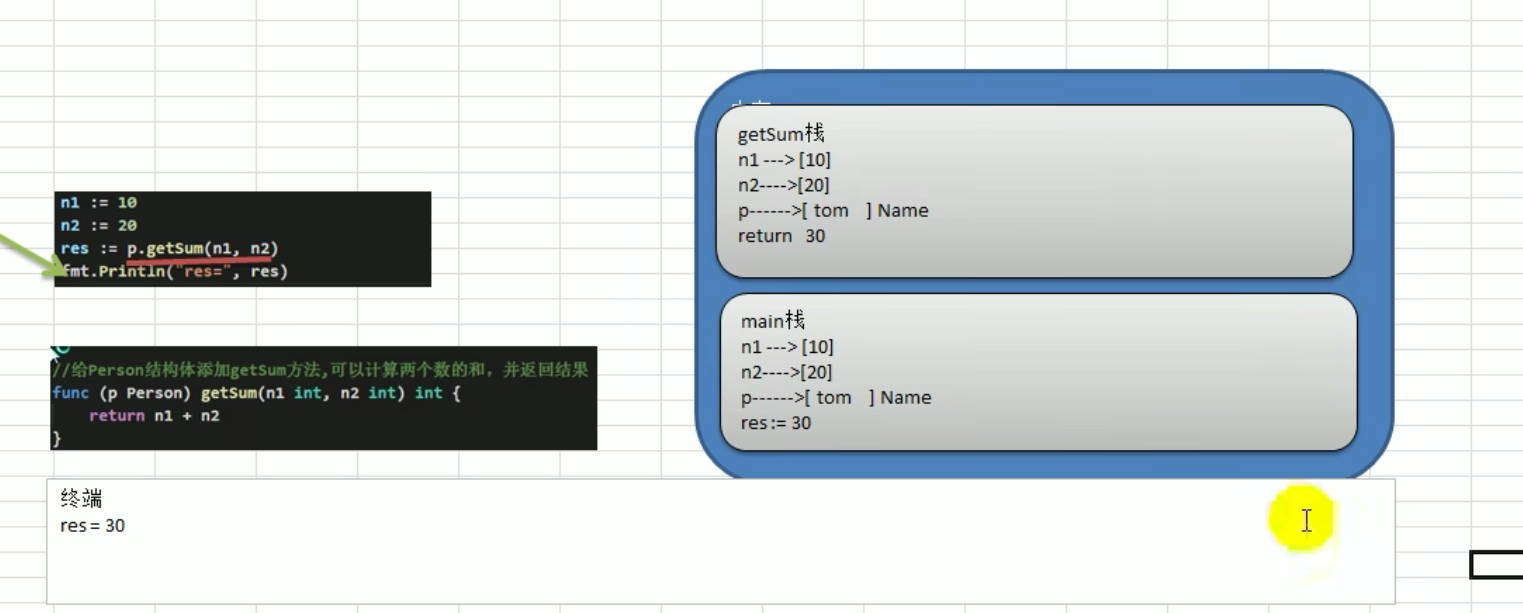 n1 := 10
n2 := 20
res := p.getSum(n1, n2)
fmt.Println("res=", res)
//给Person结构体添加getSum方法,可以计算两个数的和，并返回结果
func (p Person) getSum(n1 int, n2 int) int {
return n1 + n2
}
getSum栈
n1 ---> [10]
n2---->[20]
p------>[ tom ] Name
return 30
main栈
n1 ---> [10]
n2---->[20]
p------>[ tom ] Name
res := 30
终端
res = 30